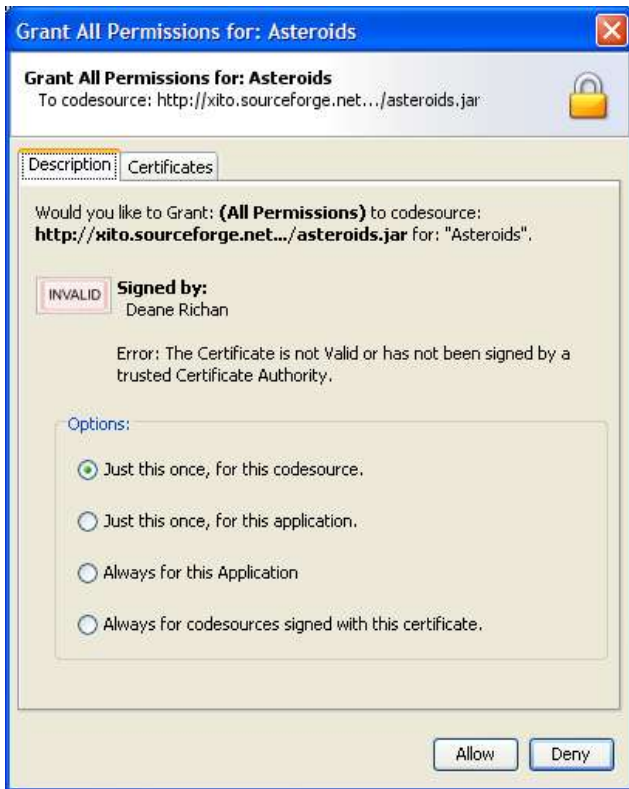 Grant All Permissions for: Asteroids
Grant All Permissions for: Asteroids
To codesource: http://xito.sourceforge.net.../asteroids.jar
Description Certificates
Would you like to Grant: (All Permissions) to codesource:
http://xito.sourceforge.net.../asteroids.jar for: "Asteroids".
INVALID Signed by:
Deane Richan
Error: The Certificate is not Valid or has not been signed by a
trusted Certificate Authority.
Options:
Just this once, for this codesource.
Just this once, for this application.
Always for this Application
Always for codesources signed with this certificate.
Allow Deny